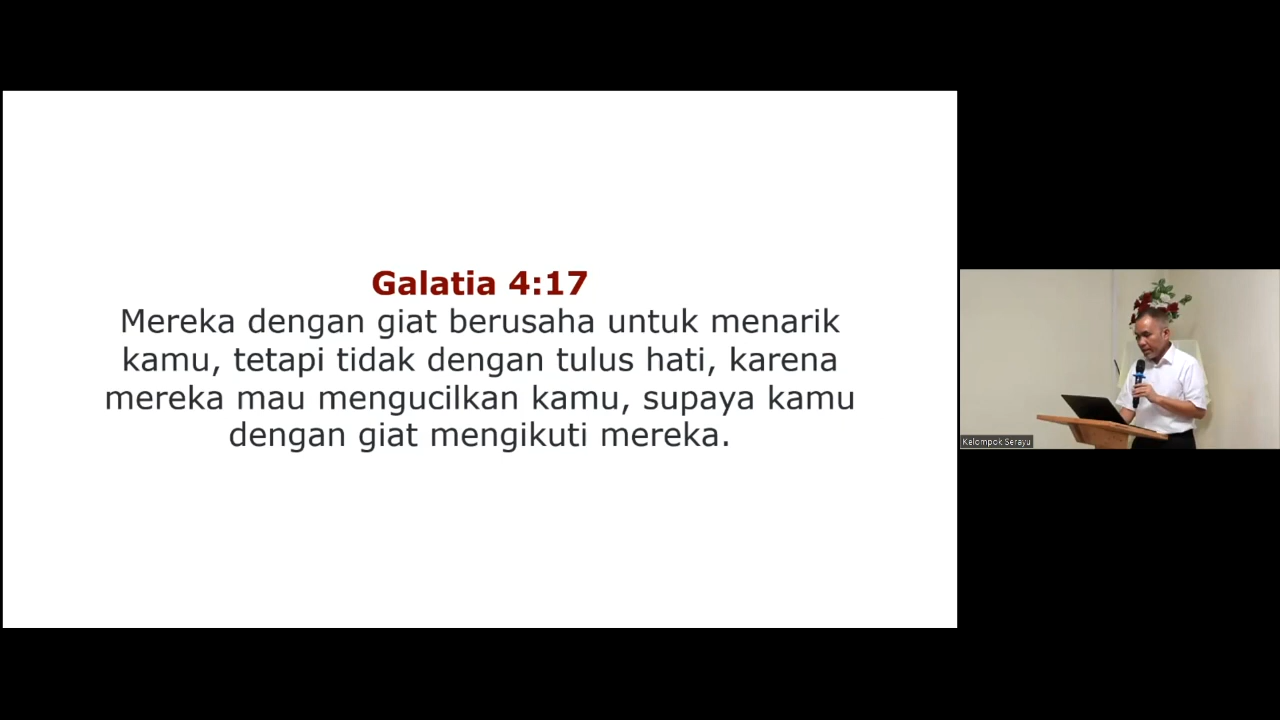 Galatia 4:17
Mereka dengan giat berusaha untuk menarik
kamu, tetapi tidak dengan tulus hati, karena
mereka mau mengucilkan kamu, supaya kamu
dengan giat mengikuti mereka.
Kelompok Serayu